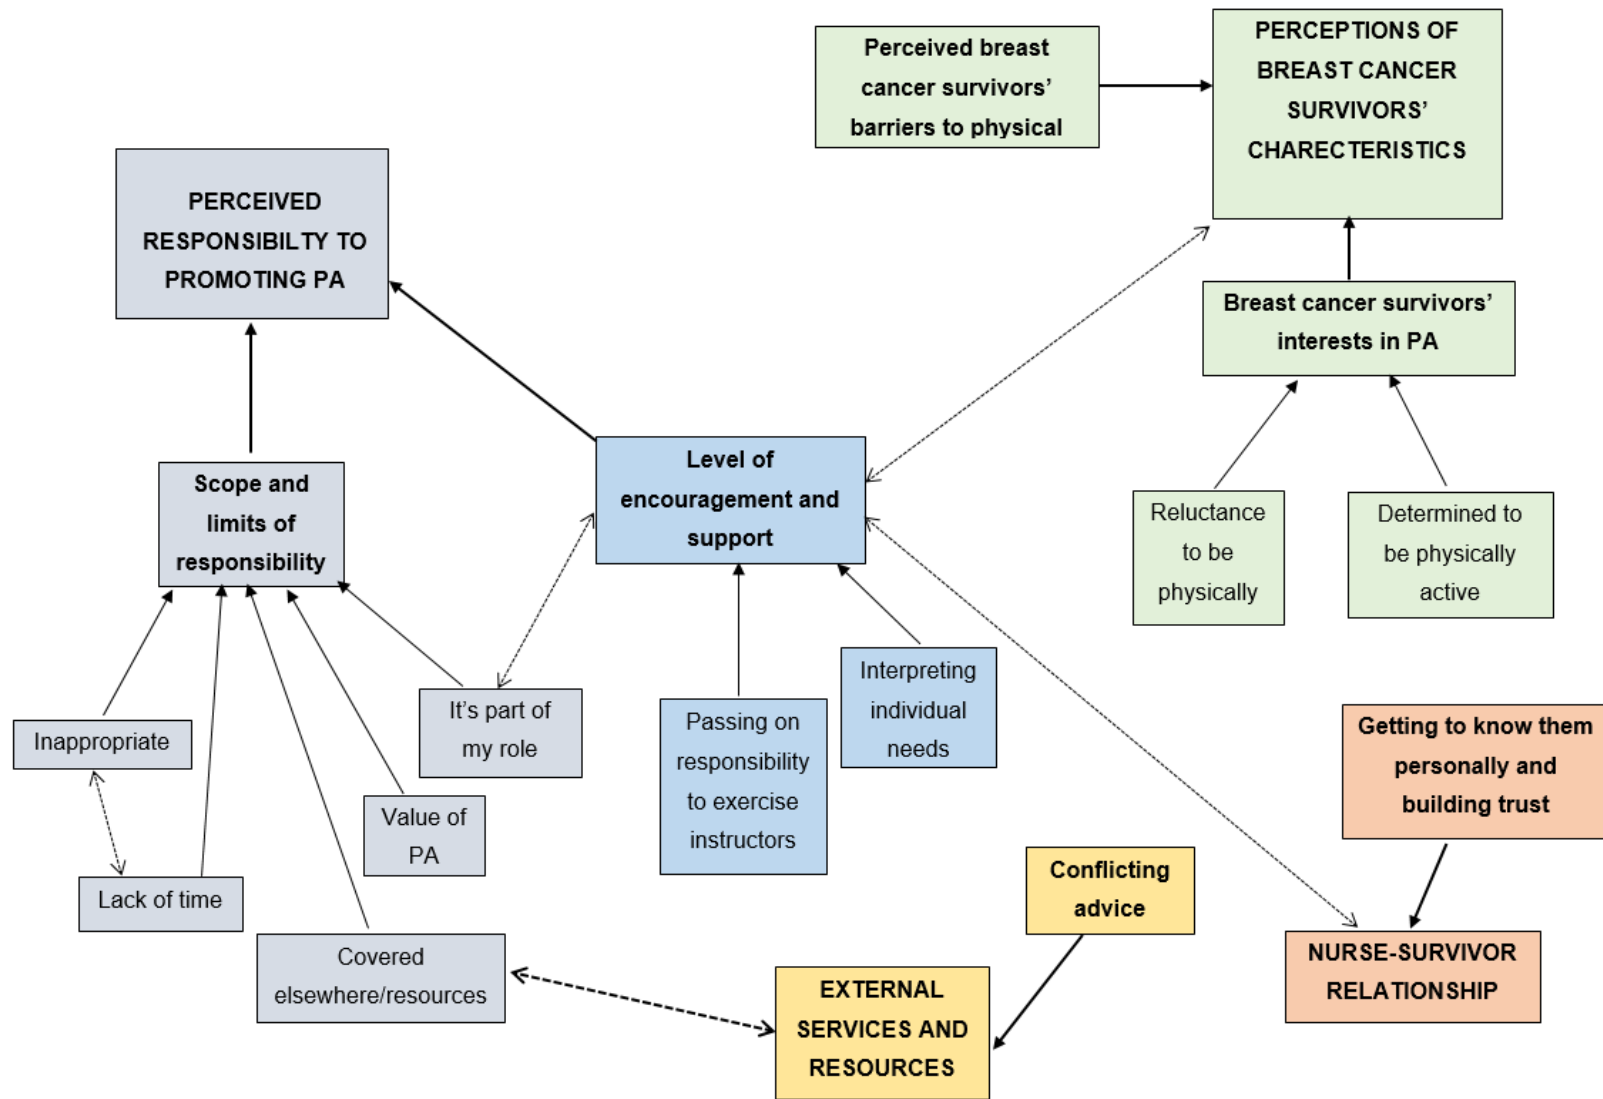 Perceived breast
cancer survivors’
barriers to physical
PERCEPTIONS OF
BREAST CANCER
SURVIVORS’
CHARECTERISTICS
PERCEIVED
RESPONSIBILTY TO
PROMOTING PA
Breast cancer survivors’
interests in PA
Level of
encouragement and
support
Scope and
limits of
responsibility
Reluctance
to be
physically
Determined to
be physically
active
Inappropriate
It’s part of
my role
Passing on
responsibility
to exercise
instructors
Interpreting
individual
needs
Getting to know them
personally and
building trust
Value of
PA
Lack of time
Conflicting
advice
Covered
elsewhere/resources
EXTERNAL
SERVICES AND
RESOURCES
NURSE-SURVIVOR
RELATIONSHIP